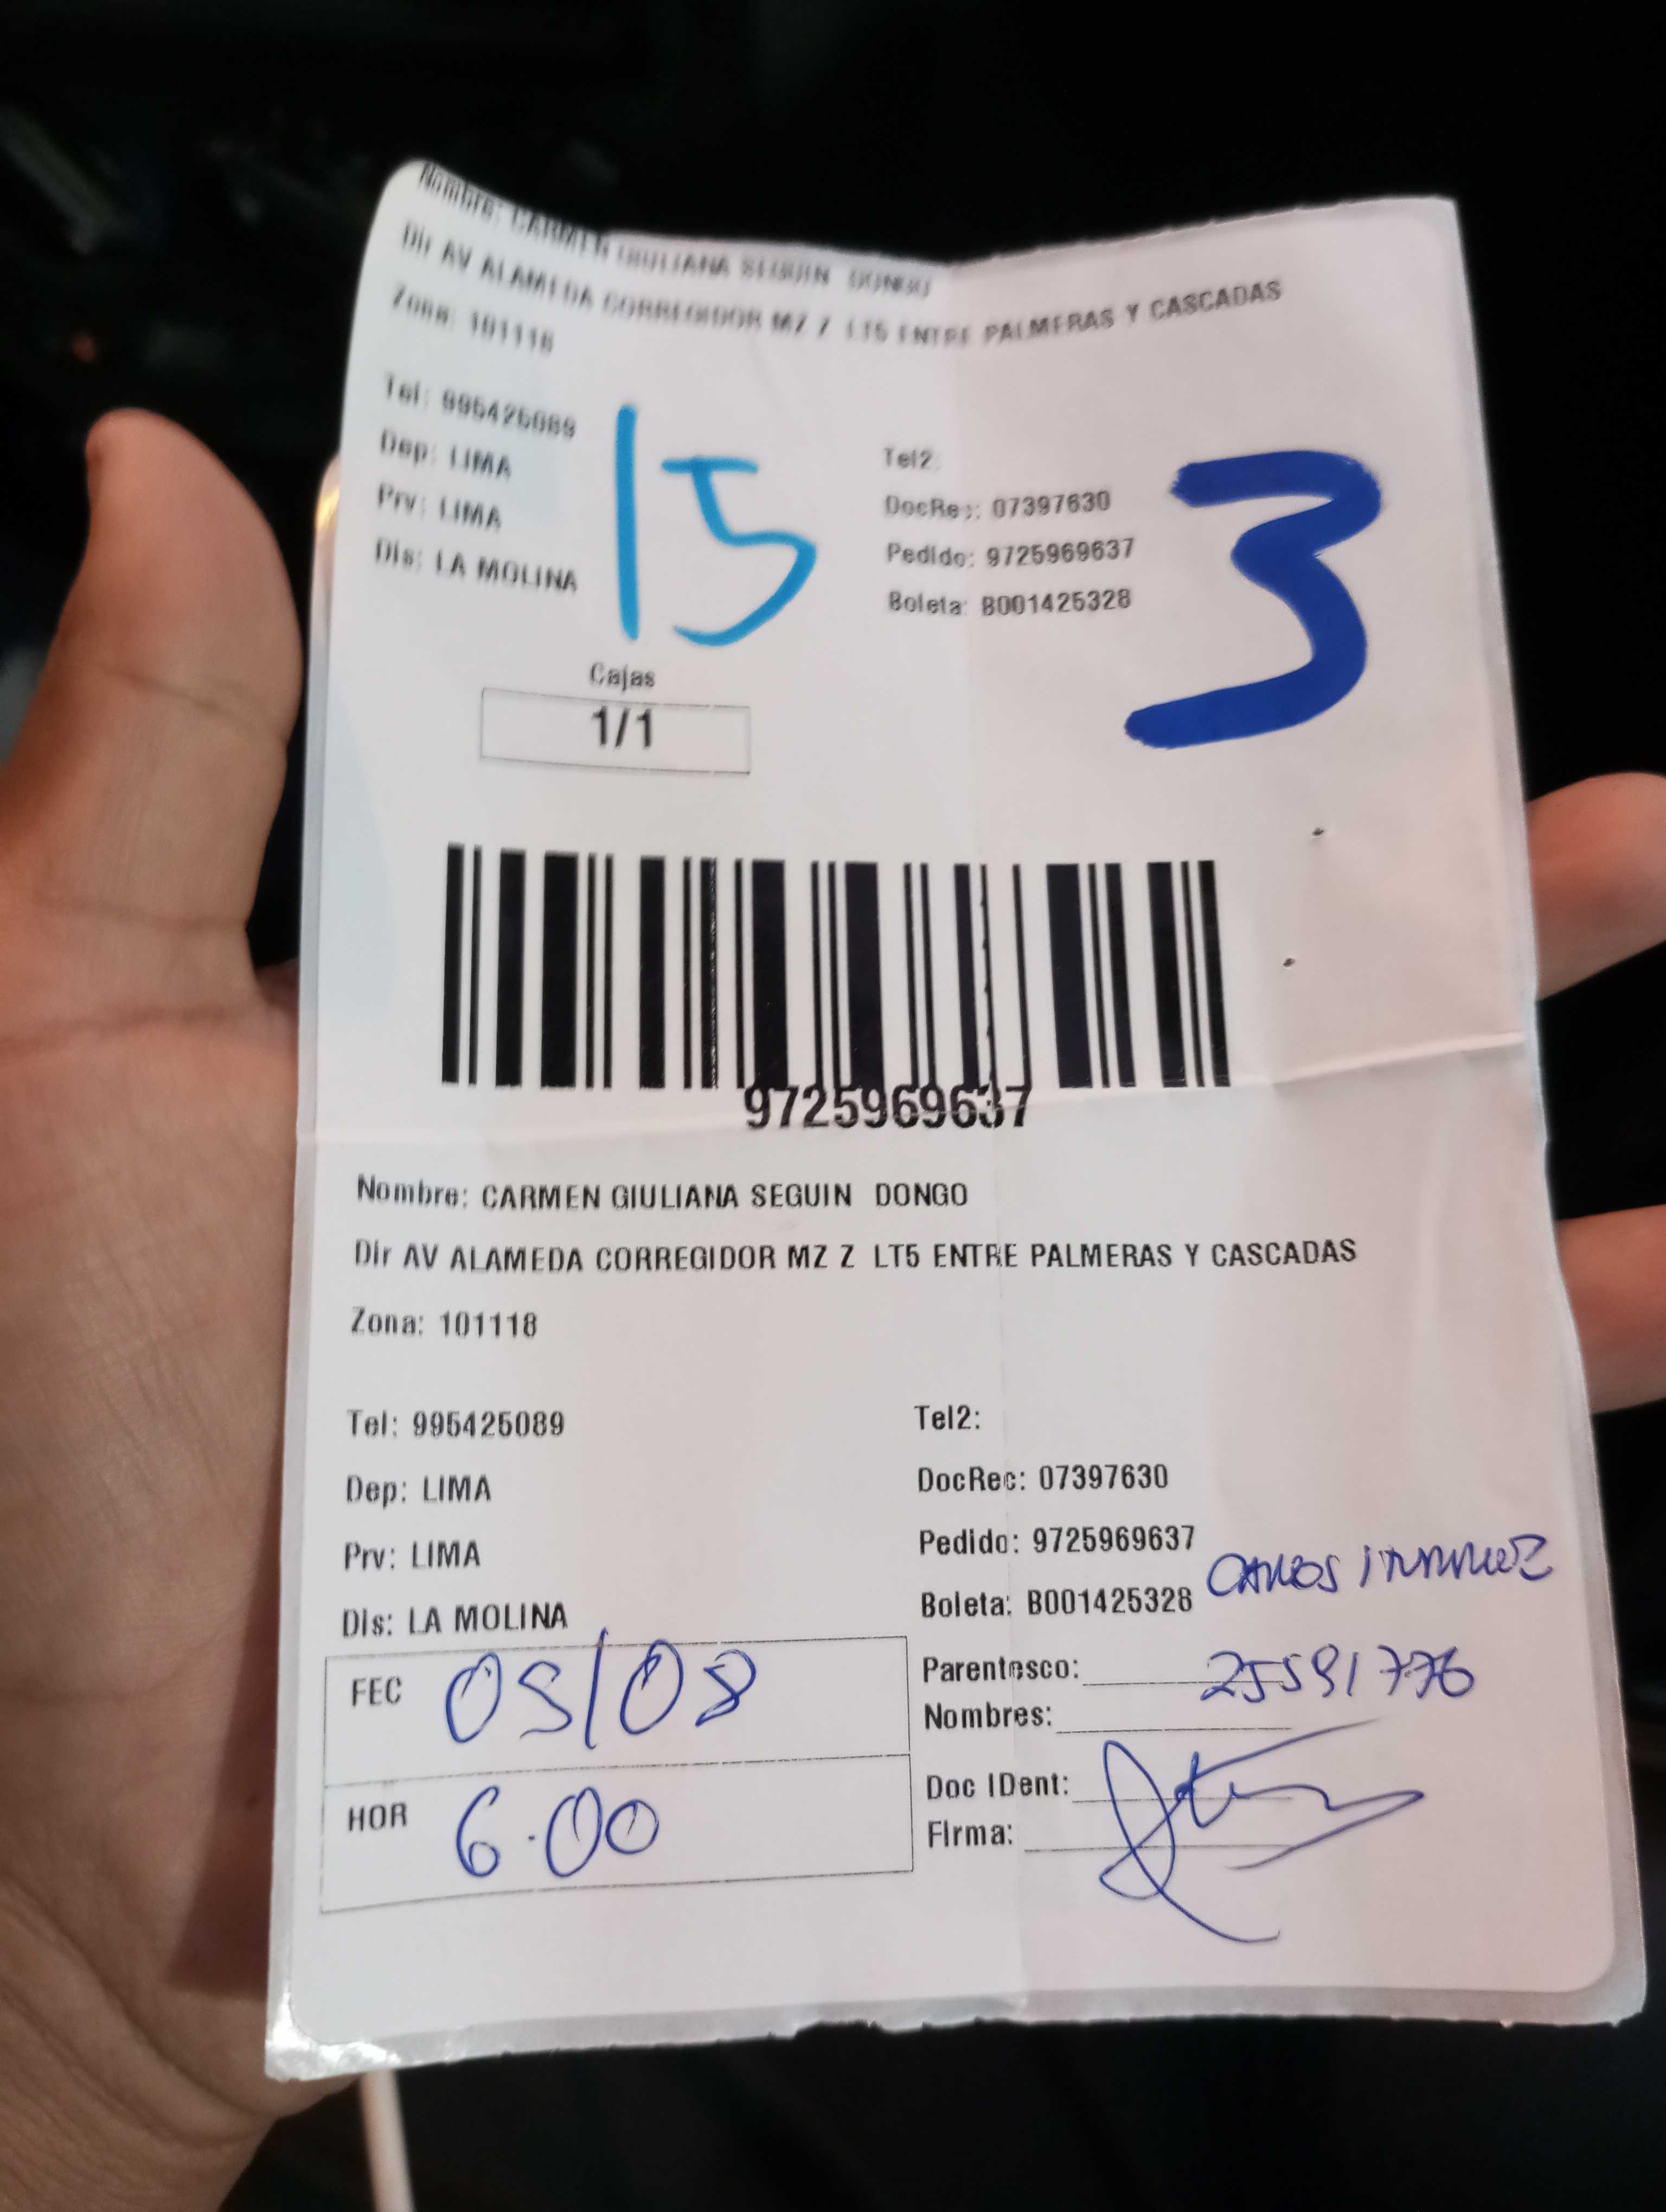 Nombre: CARMEN GIULIANA SEGUIN DONGO
Dir AV ALAMEDA CORREGIDOR MZ Z LT5 ENTRE PALMERAS Y CASCADAS
Zona: 101118
Tel: 995425089
Dep: LIMA
Prv: LIMA
Dis: LA MOLINA
15
Tel2:
DocRec: 07397630
Pedido: 9725969637
Boleta: B001425328
3
Cajas
1/1
9725969637
Nombre: CARMEN GIULIANA SEGUIN DONGO
Dir AV ALAMEDA CORREGIDOR MZ Z LT5 ENTRE PALMERAS Y CASCADAS
Zona: 101118
Tel: 995425089
Dep: LIMA
Prv: LIMA
Dis: LA MOLINA
Tel2:
DocRec: 07397630
Pedido: 9725969637
Boleta: B001425328
CARLOS
FEC 05/08
HOR 6.00
Parentesco: 25591776
Nombres:
Doc IDent:
Firma: